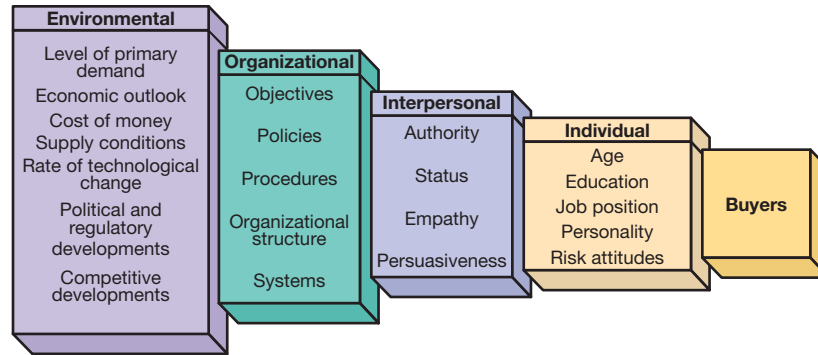 Environmental
Level of primary
demand
Economic outlook
Cost of money
Supply conditions
Rate of technological
change
Political and
regulatory
developments
Competitive
developments
Organizational
Objectives
Policies
Procedures
Organizational
structure
Systems
Interpersonal
Authority
Status
Empathy
Persuasiveness
Individual
Age
Education
Job position
Personality
Risk attitudes
Buyers